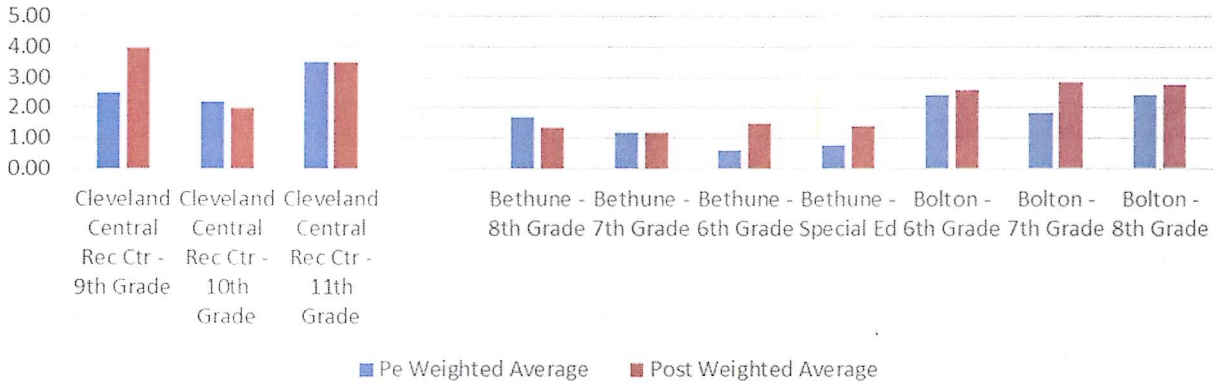 5.00
4.00
3.00
2.00
1.00
0.00
Cleveland
Central
Rec Ctr -
9th Grade
Cleveland
Central
Rec Ctr -
10th
Grade
Cleveland
Central
Rec Ctr -
11th
Grade
Bethune -
8th Grade
Bethune -
7th Grade
Bethune -
6th Grade
Bethune -
Special Ed
Bolton -
6th Grade
Bolton -
7th Grade
Bolton -
8th Grade
Pe Weighted Average
Post Weighted Average